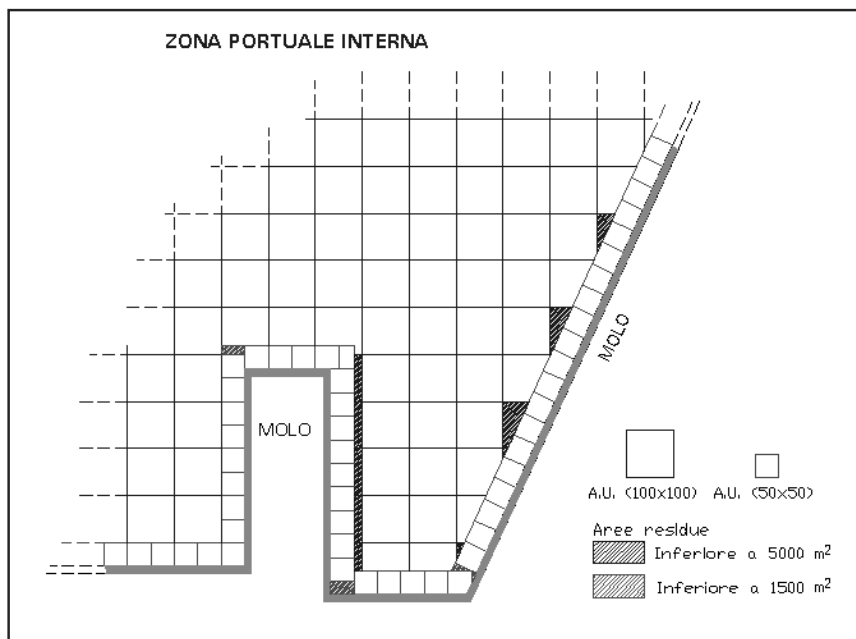 ZONA PORTUALE INTERNA
MOLO
MOLO
A.U. (100x100) A.U. (50x50)
Aree residue
Inferiore a 5000 m²
Inferiore a 1500 m²